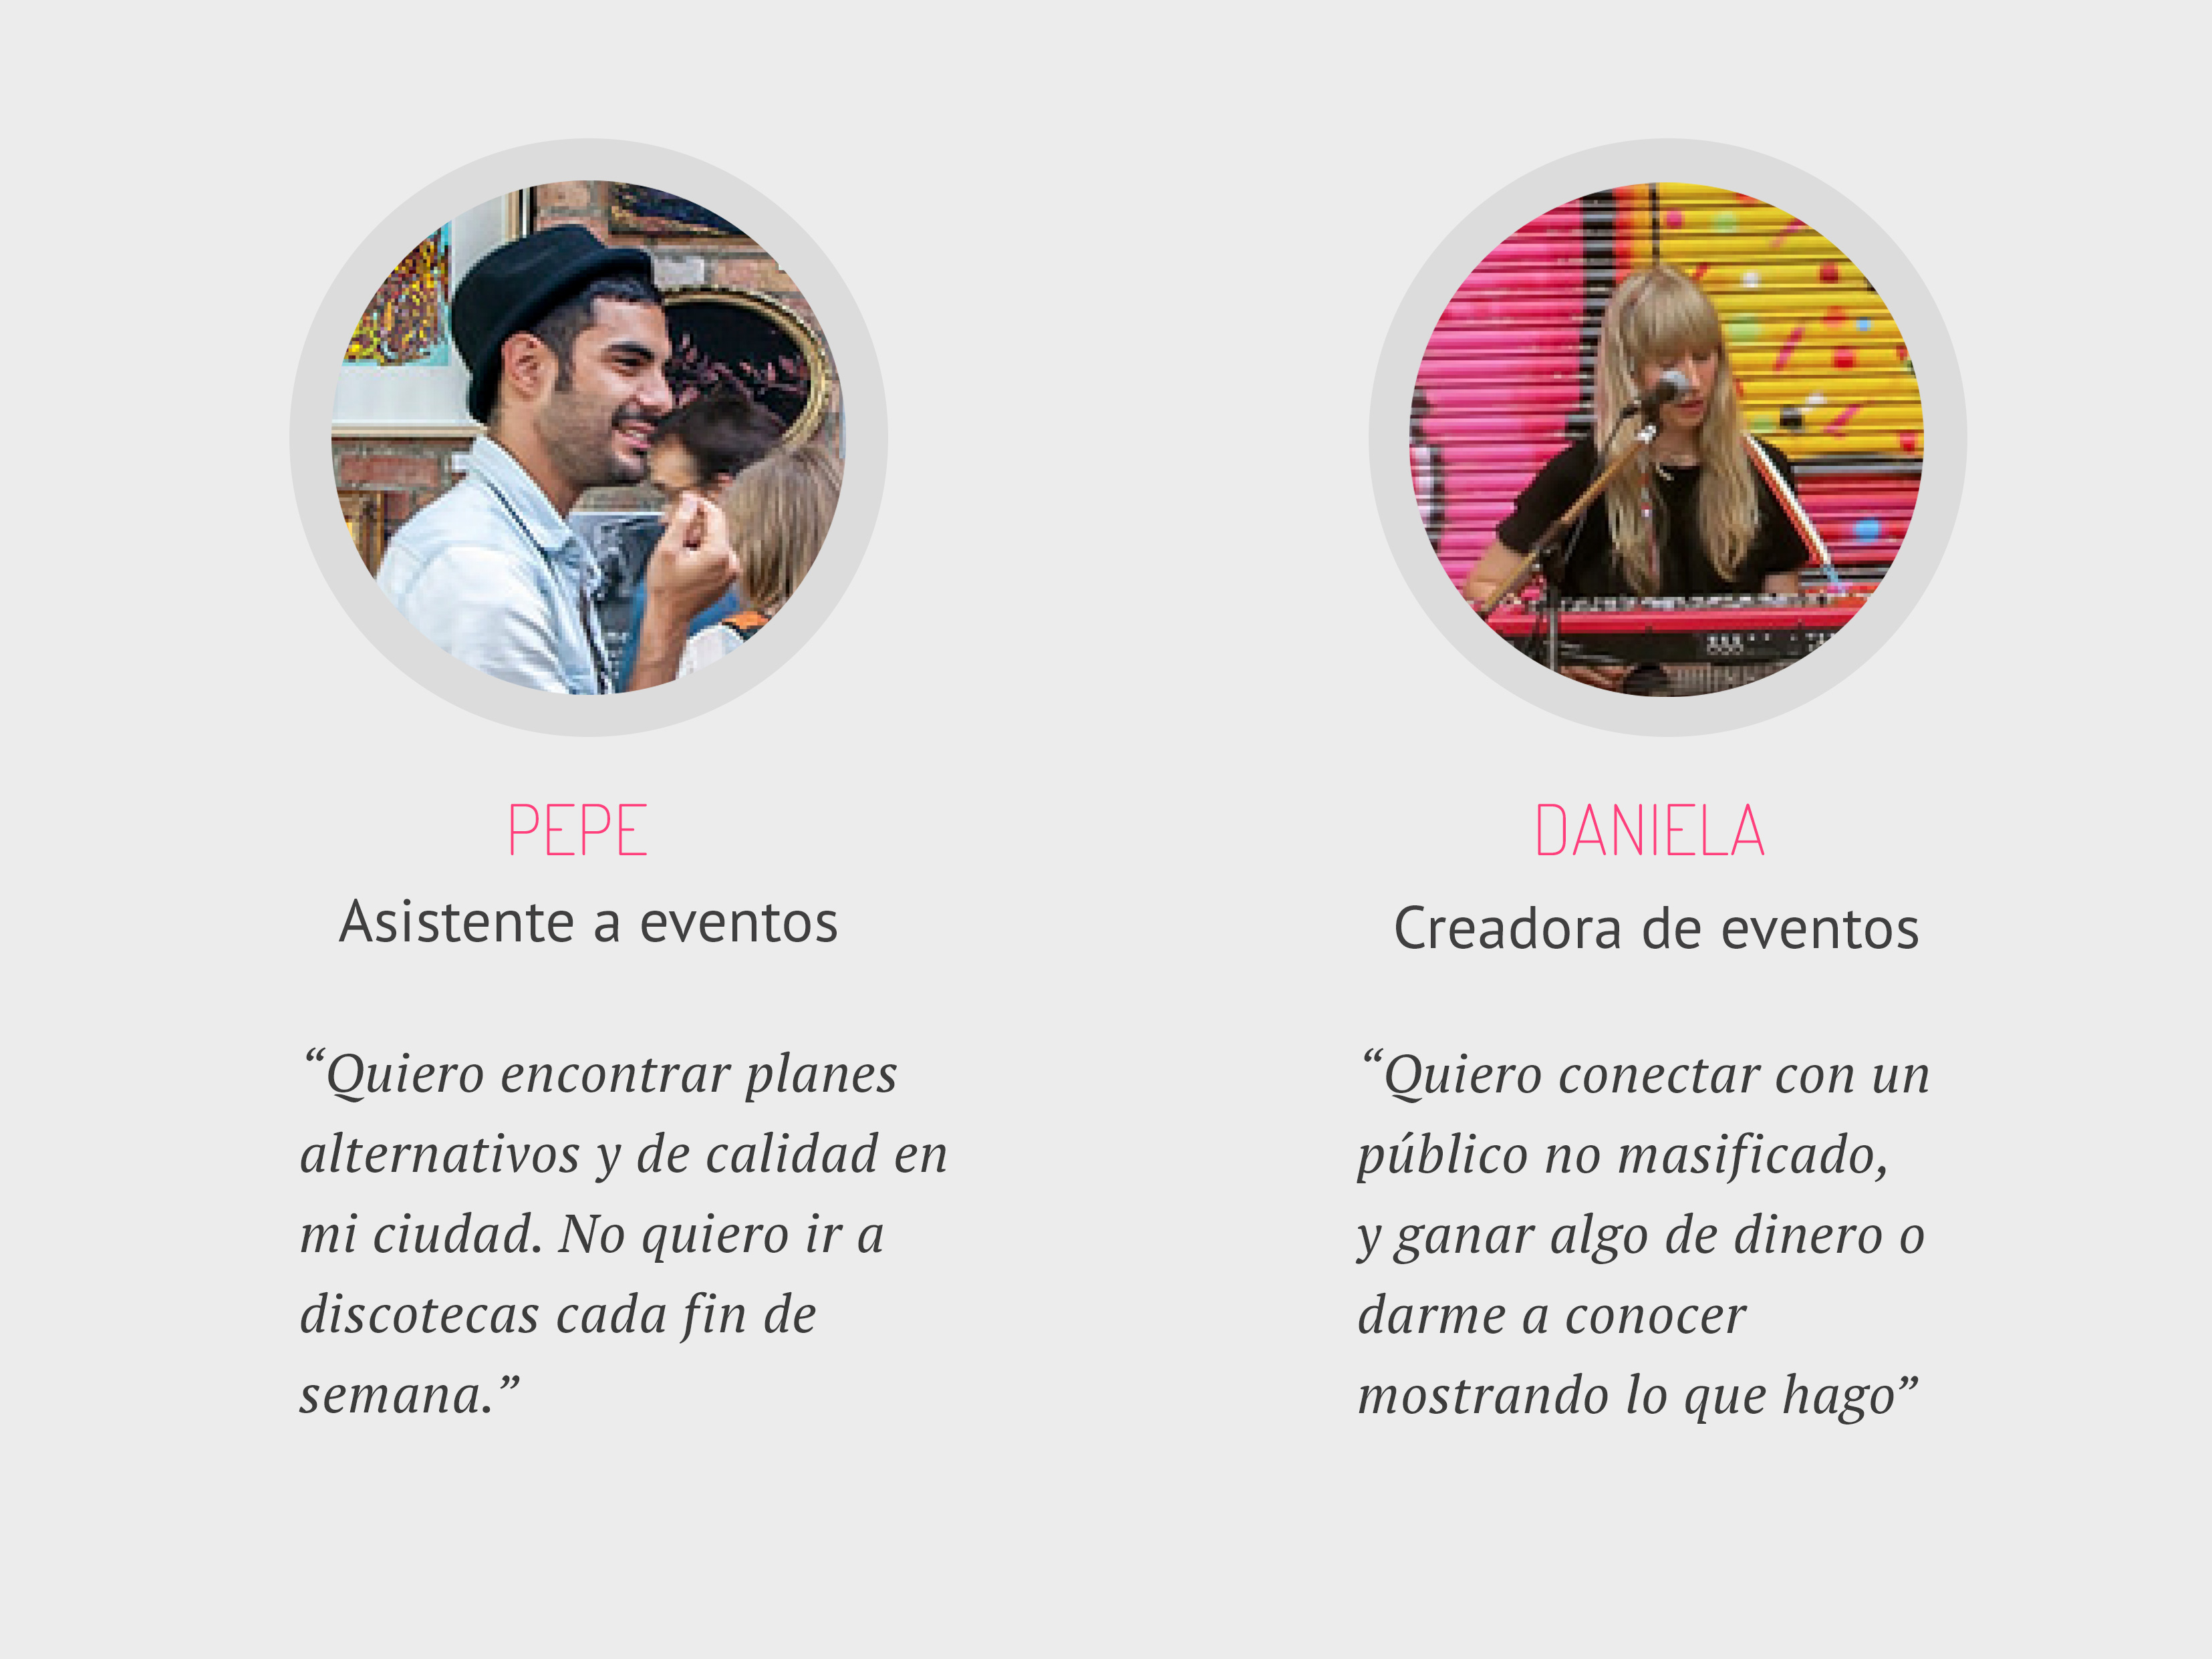 PEPE
Asistente a eventos
“Quiero encontrar planes
alternativos y de calidad en
mi ciudad. No quiero ir a
discotecas cada fin de
semana.”
DANIELA
Creadora de eventos
“Quiero conectar con un
público no masificado,
y ganar algo de dinero o
darme a conocer
mostrando lo que hago”